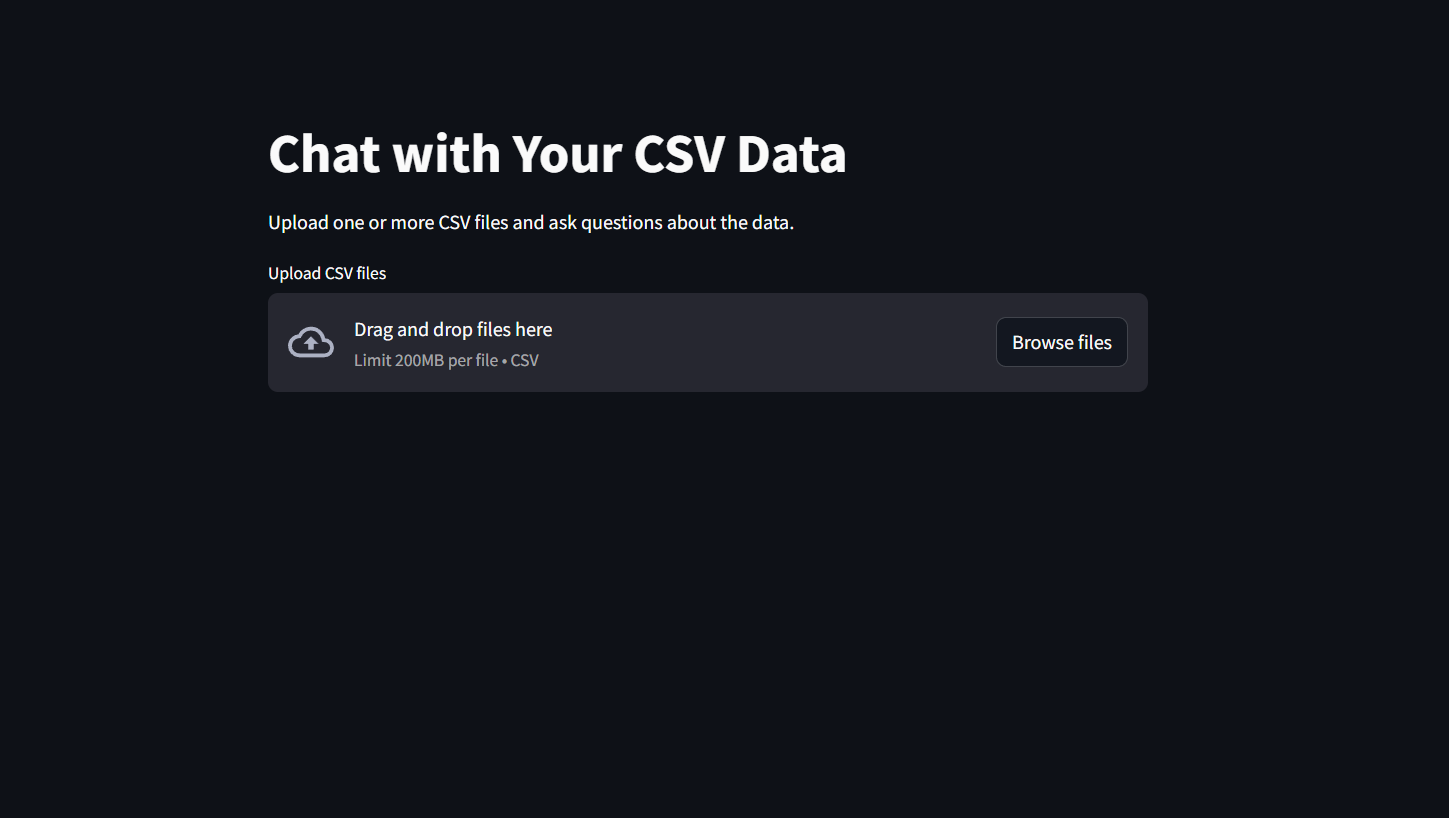 Chat with Your CSV Data
Upload one or more CSV files and ask questions about the data.
Upload CSV files
Drag and drop files here
Limit 200MB per file • CSV
Browse files